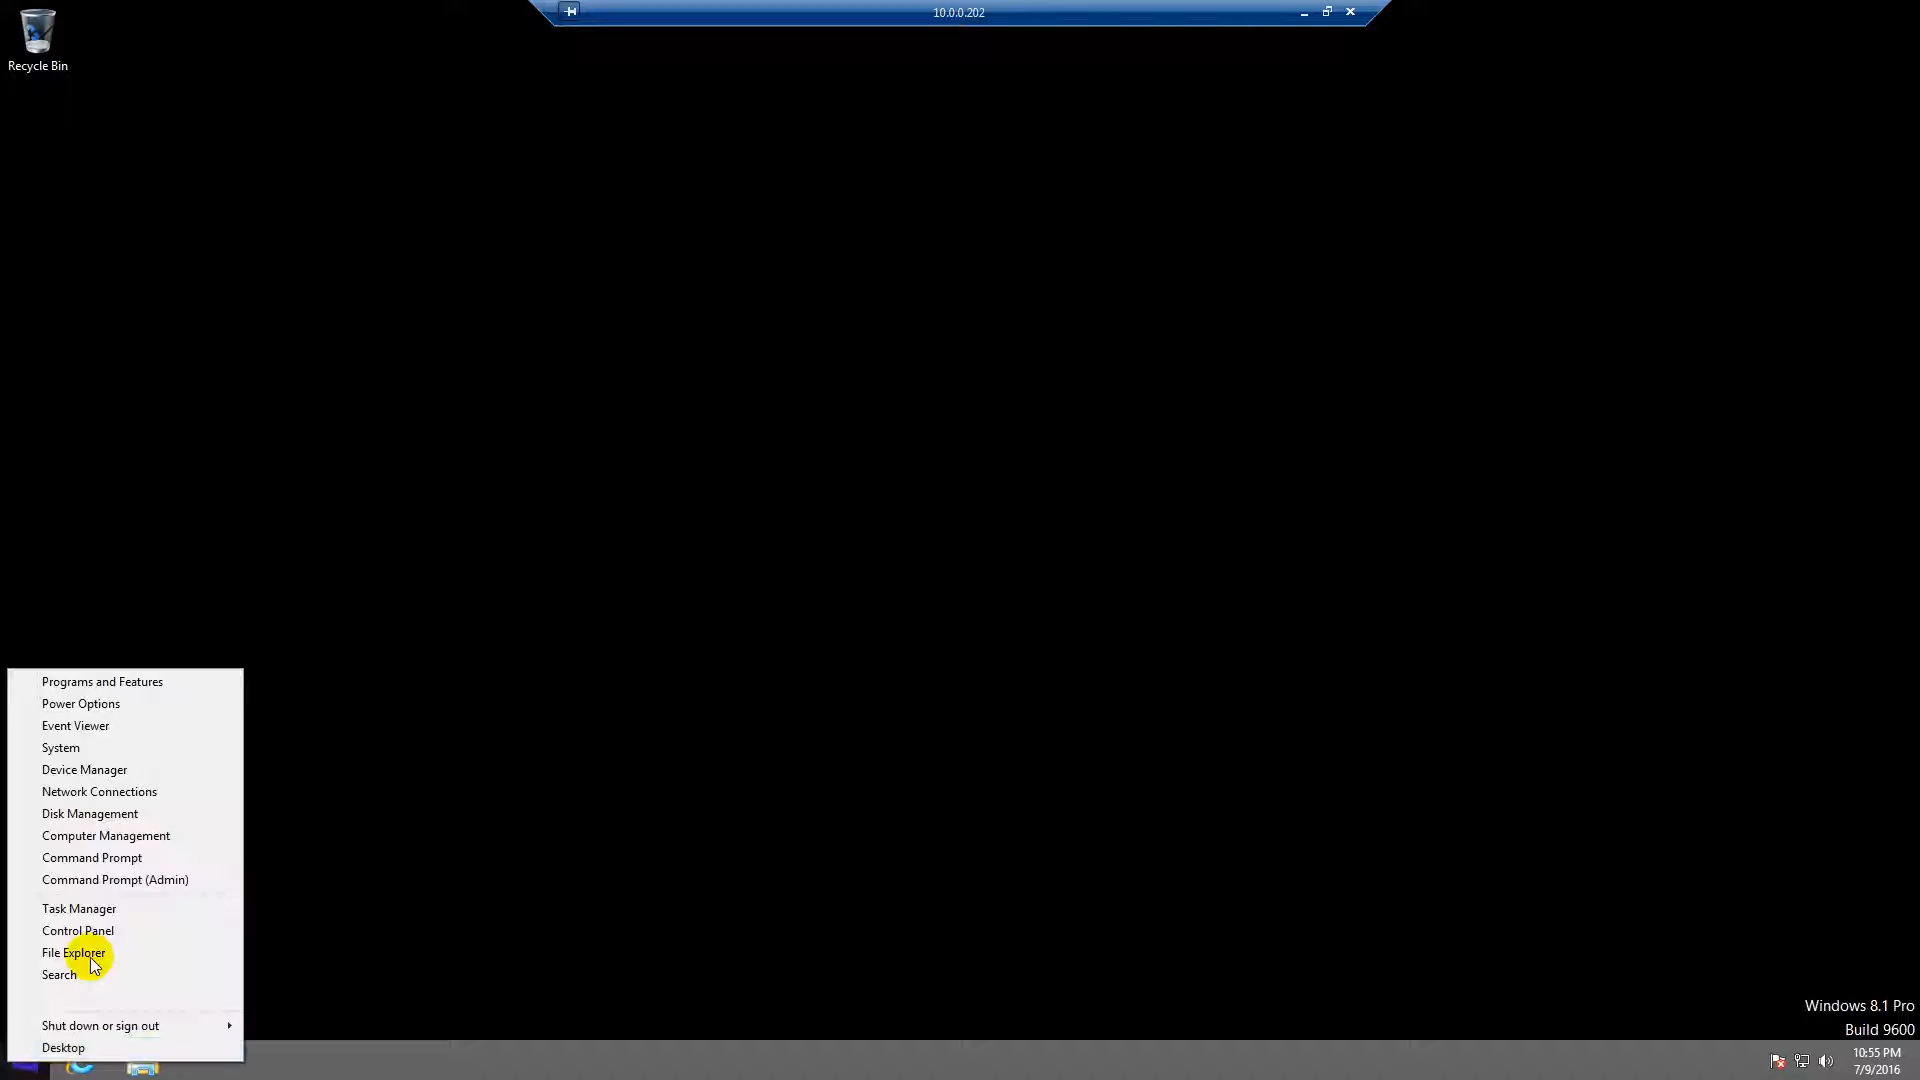 10.0.0.202
Recycle Bin
Programs and Features
Power Options
Event Viewer
System
Device Manager
Network Connections
Disk Management
Computer Management
Command Prompt
Command Prompt (Admin)
Task Manager
Control Panel
File Explorer
Search
Shut down or sign out
Desktop
Windows 8.1 Pro
Build 9600
10:55 PM
7/9/2016